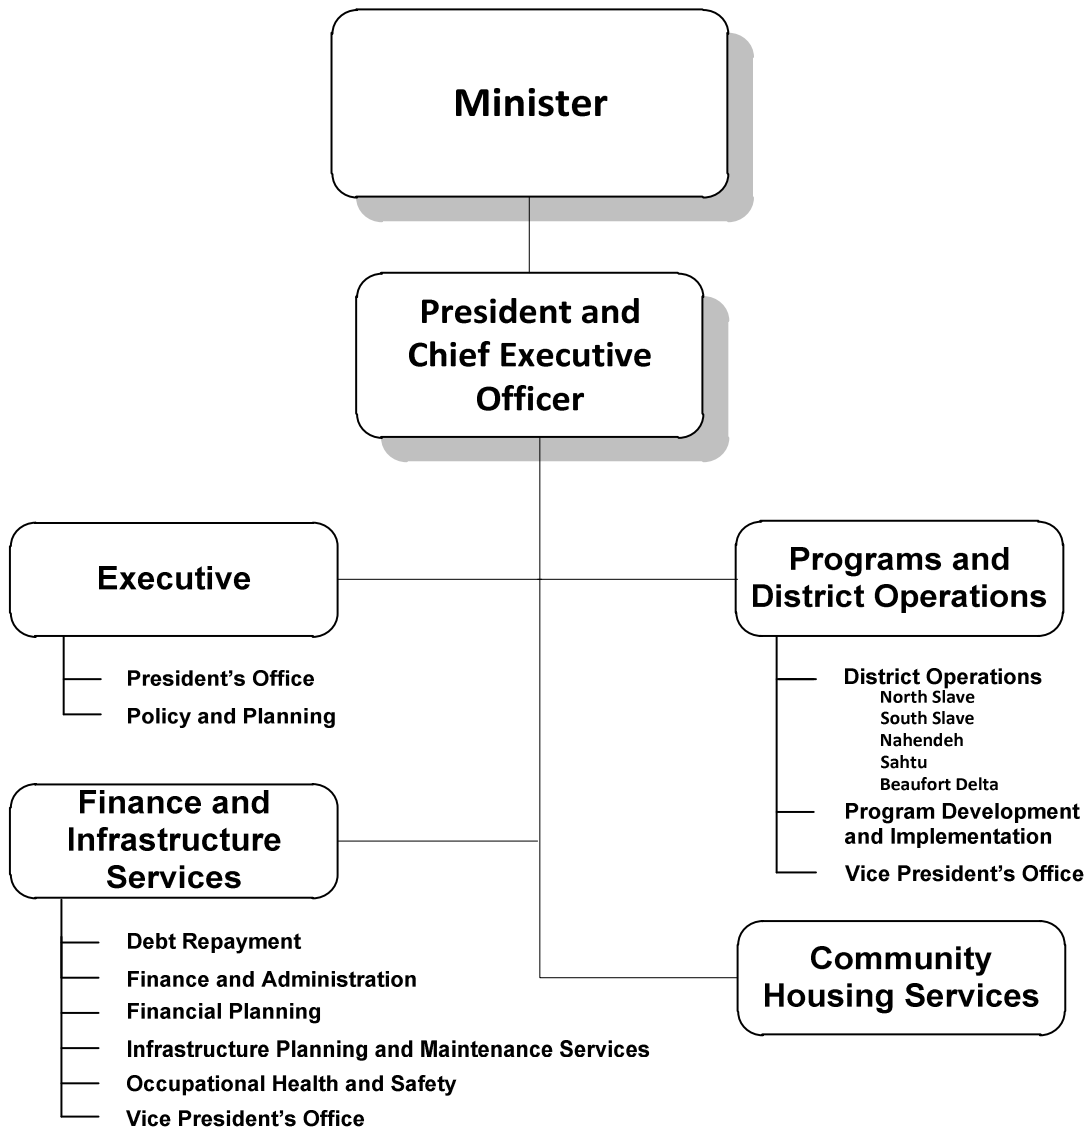 Minister
President and
Chief Executive
Officer
Executive
President's Office
Policy and Planning
Programs and
District Operations
District Operations
North Slave
South Slave
Nahendeh
Sahtu
Beaufort Delta
Program Development
and Implementation
Vice President's Office
Finance and
Infrastructure
Services
Debt Repayment
Finance and Administration
Financial Planning
Infrastructure Planning and Maintenance Services
Occupational Health and Safety
Vice President's Office
Community
Housing Services